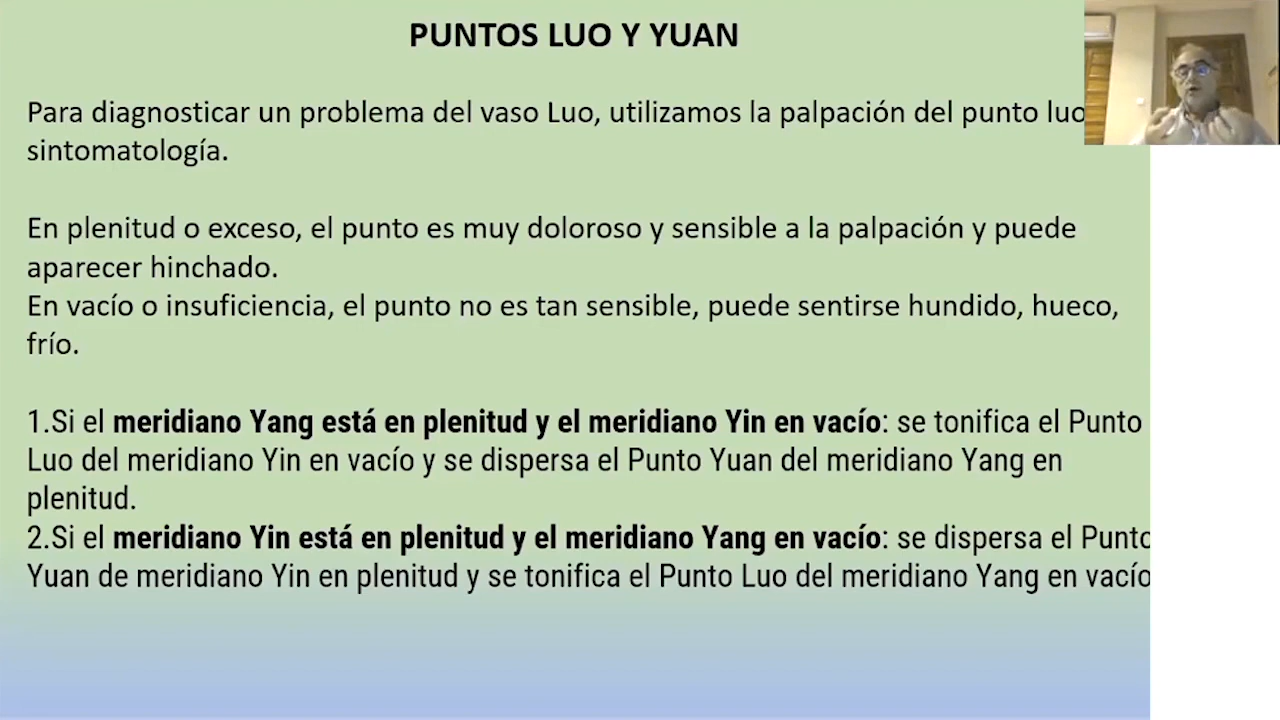 PUNTOS LUO Y YUAN
Para diagnosticar un problema del vaso Luo, utilizamos la palpación del punto luo
sintomatología.
En plenitud o exceso, el punto es muy doloroso y sensible a la palpación y puede
aparecer hinchado.
En vacío o insuficiencia, el punto no es tan sensible, puede sentirse hundido, hueco,
frío.
1.Si el meridiano Yang está en plenitud y el meridiano Yin en vacío: se tonifica el Punto
Luo del meridiano Yin en vacío y se dispersa el Punto Yuan del meridiano Yang en
plenitud.
2.Si el meridiano Yin está en plenitud y el meridiano Yang en vacío: se dispersa el Punto
Yuan de meridiano Yin en plenitud y se tonifica el Punto Luo del meridiano Yang en vacío